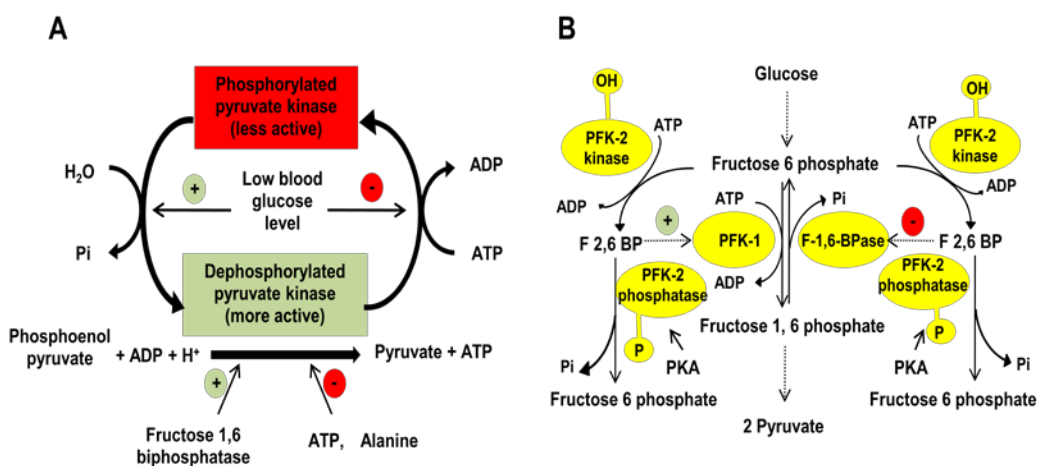 A
Phosphorylated
pyruvate kinase
(less active)
H2O
+
Low blood
glucose
level
-
ADP
Pi
ATP
Dephosphorylated
pyruvate kinase
(more active)
Phosphoenol
pyruvate
+ ADP + H+
Pyruvate + ATP
+
-
Fructose 1,6
biphosphatase
ATP, Alanine
B
Glucose
OH
PFK-2
kinase
ATP
OH
PFK-2
kinase
ATP
Fructose 6 phosphate
ADP
ADP
ATP
Pi
+
-
F 2,6 BP
PFK-1
F-1,6-BPase
F 2,6 BP
ADP
PFK-2
phosphatase
PFK-2
phosphatase
Fructose 1, 6 phosphate
P
P
Pi
PKA
PKA
Pi
Fructose 6 phosphate
Fructose 6 phosphate
2 Pyruvate